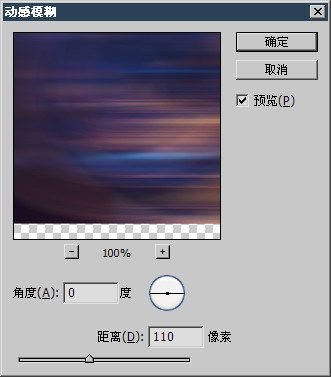 动感模糊
确定
取消
预览(P)
100%
角度(A): 0 度
距离(D): 110 像素